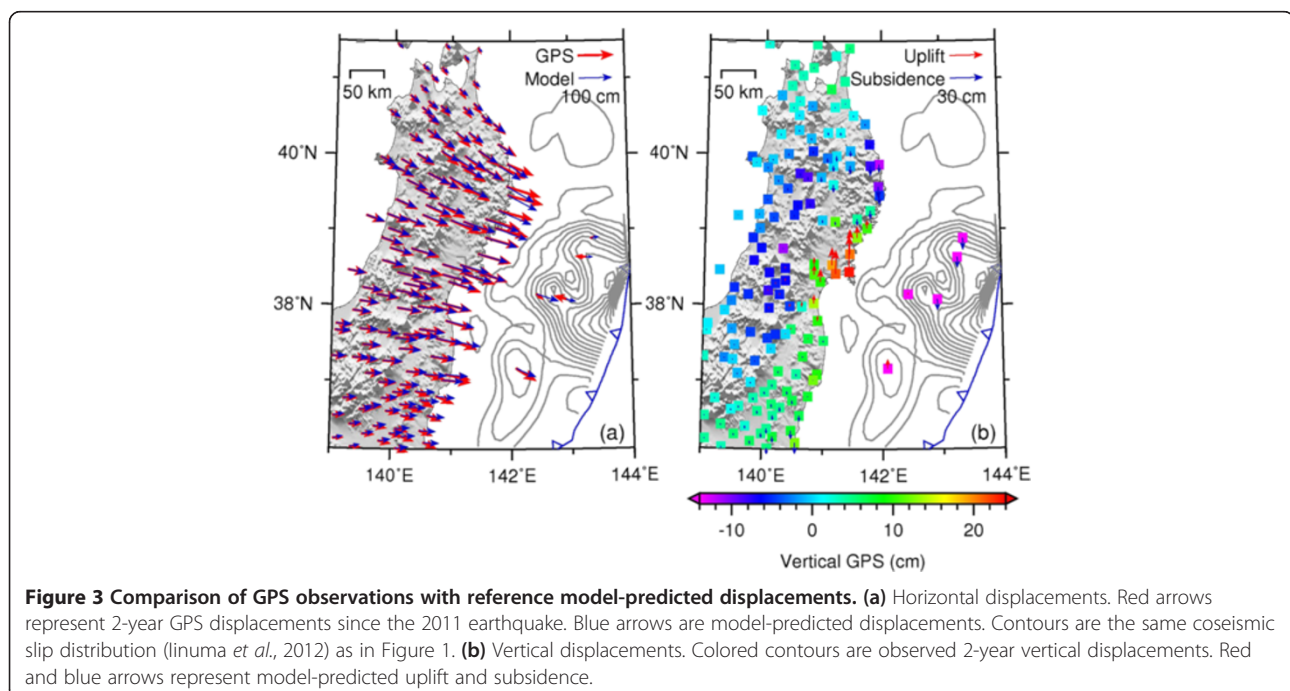 GPS
Model
100 cm
50 km
40°N
38°N
(a)
140°E
142°E
144°E
Uplift
Subsidence
30 cm
50 km
40°N
38°N
(b)
140°E
142°E
144°E
-10
0
10
20
Vertical GPS (cm)
Figure 3 Comparison of GPS observations with reference model-predicted displacements. (a) Horizontal displacements. Red arrows
represent 2-year GPS displacements since the 2011 earthquake. Blue arrows are model-predicted displacements. Contours are the same coseismic
slip distribution (Iinuma et al., 2012) as in Figure 1. (b) Vertical displacements. Colored contours are observed 2-year vertical displacements. Red
and blue arrows represent model-predicted uplift and subsidence.